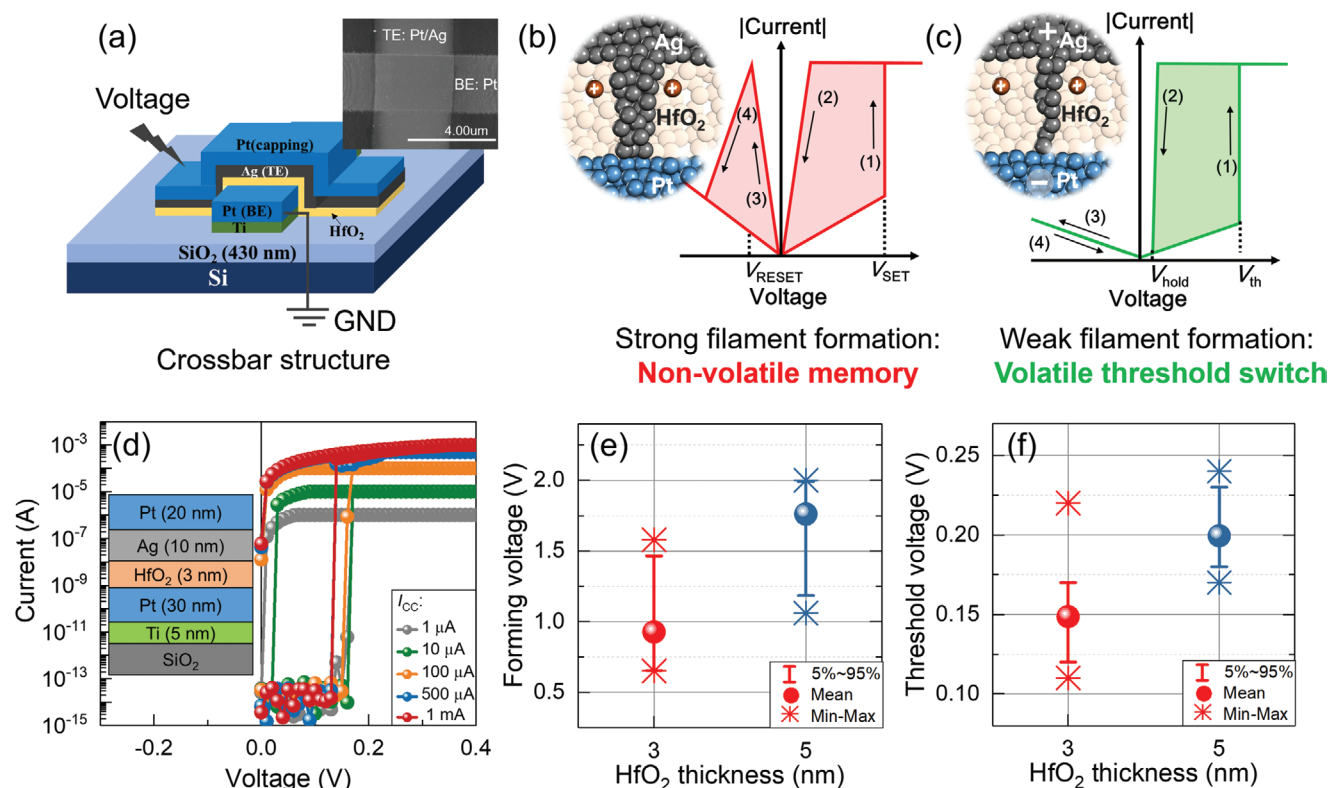 (a)
TE: Pt/Ag
BE: Pt
4.00um
Voltage
Pt(capping)
Ag (TE)
Pt (BE)
Ti
HfO₂
SiO₂ (430 nm)
Si
GND
Crossbar structure
(b)
|Current|
Ag
+ +
HfO₂
Pt
(1)
(2)
(3)
(4)
V_RESET
V_SET
Voltage
Strong filament formation:
Non-volatile memory
(c)
|Current|
+
Ag
+ +
HfO₂
− Pt
(1)
(2)
(3)
(4)
V_hold
V_th
Voltage
Weak filament formation:
Volatile threshold switch
(d)
Current (A)
10⁻³
10⁻⁵
10⁻⁷
10⁻⁹
10⁻¹¹
10⁻¹³
10⁻¹⁵
Pt (20 nm)
Ag (10 nm)
HfO₂ (3 nm)
Pt (30 nm)
Ti (5 nm)
SiO₂
I_CC:
1 μA
10 μA
100 μA
500 μA
1 mA
-0.2 0.0 0.2 0.4
Voltage (V)
(e)
Forming voltage (V)
2.0
1.5
1.0
0.5
5%~95%
Mean
Min-Max
3 5
HfO₂ thickness (nm)
(f)
Threshold voltage (V)
0.25
0.20
0.15
0.10
5%~95%
Mean
Min-Max
3 5
HfO₂ thickness (nm)